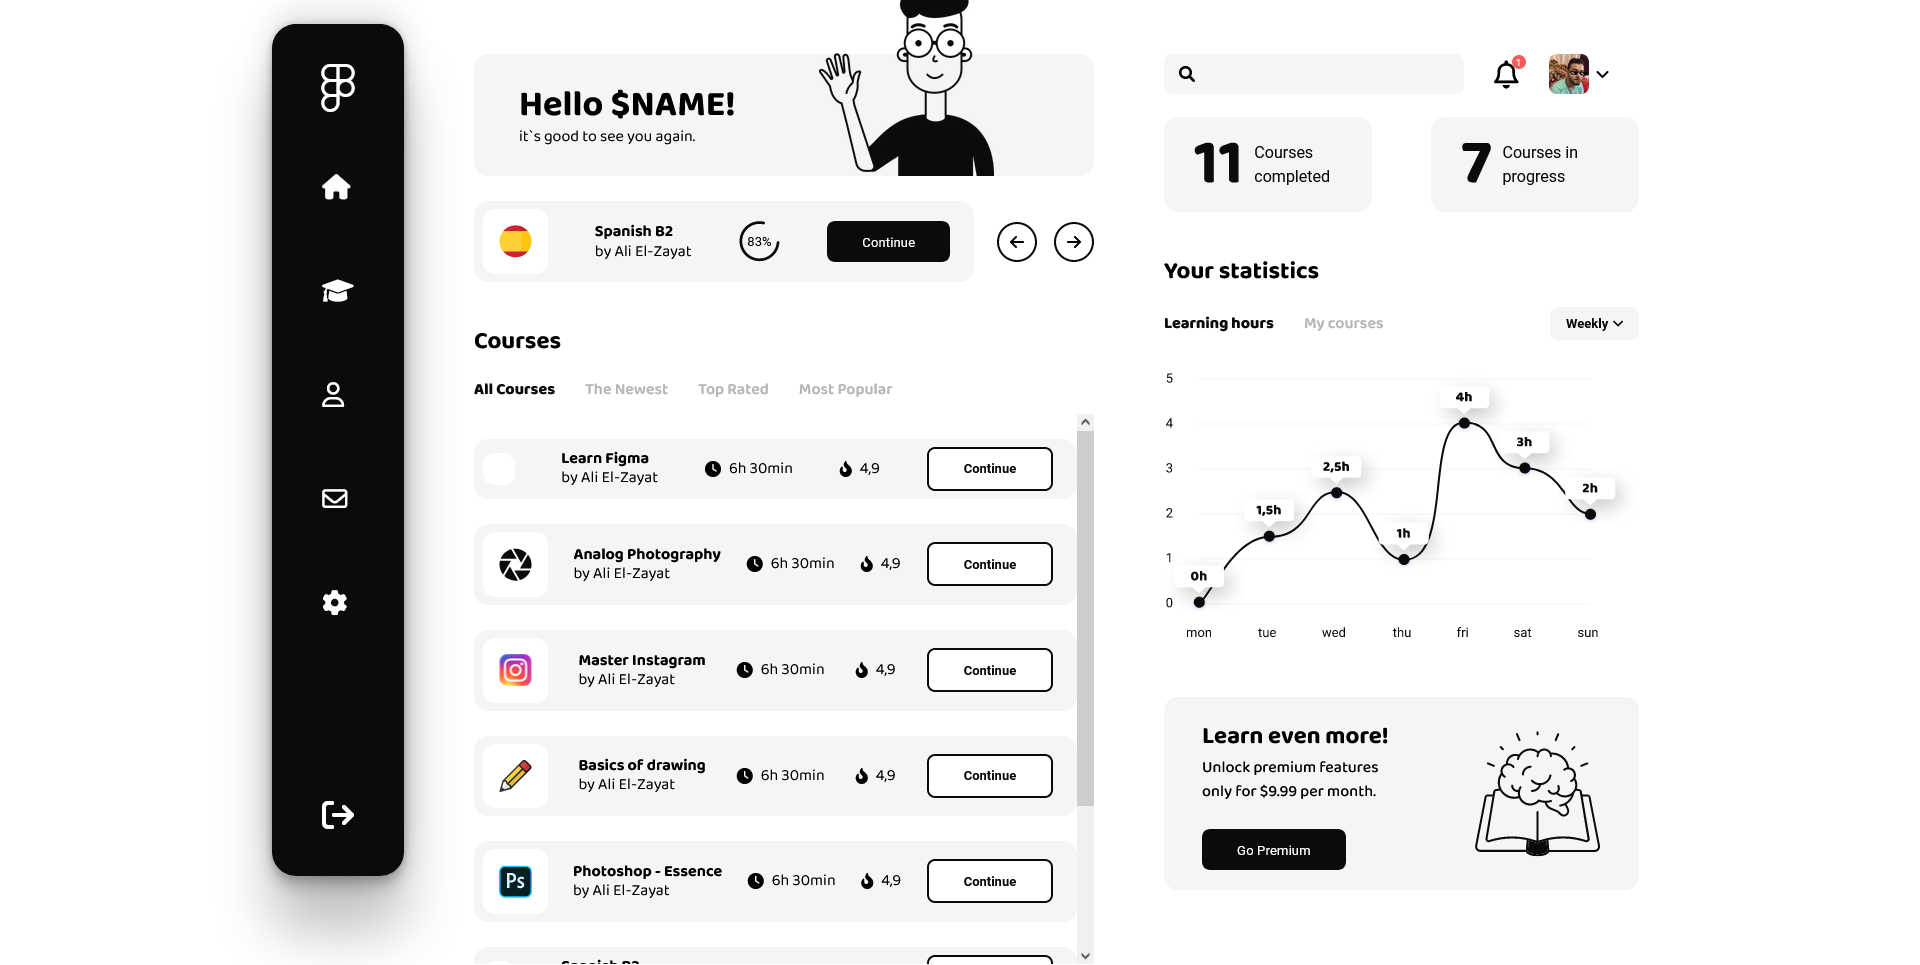 Hello $NAME!
it`s good to see you again.
Spanish B2
by Ali El-Zayat
83%
Continue
Courses
All Courses
The Newest
Top Rated
Most Popular
Learn Figma
by Ali El-Zayat
6h 30min
4,9
Continue
Analog Photography
by Ali El-Zayat
6h 30min
4,9
Continue
Master Instagram
by Ali El-Zayat
6h 30min
4,9
Continue
Basics of drawing
by Ali El-Zayat
6h 30min
4,9
Continue
Ps
Photoshop - Essence
by Ali El-Zayat
6h 30min
4,9
Continue
1
11
Courses
completed
7
Courses in
progress
Your statistics
Learning hours
My courses
Weekly
5
4
3
2
1
0
0h
1,5h
2,5h
1h
4h
3h
2h
mon
tue
wed
thu
fri
sat
sun
Learn even more!
Unlock premium features
only for $9.99 per month.
Go Premium